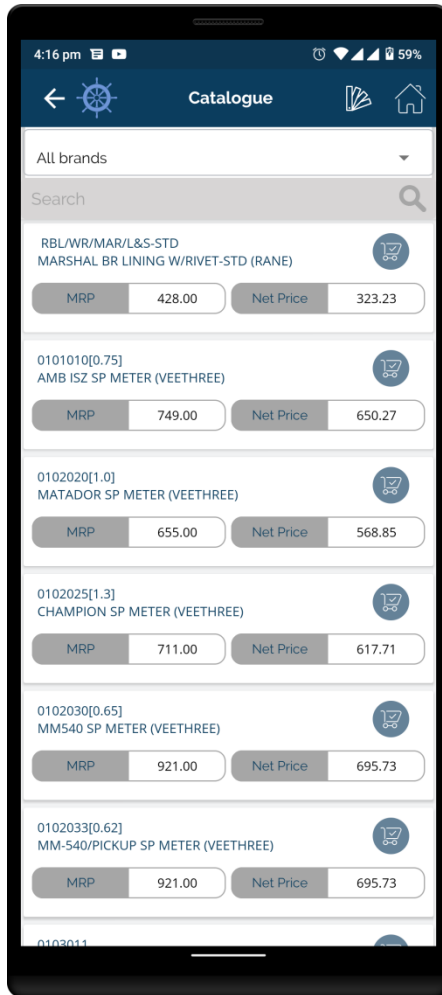 4:16 pm 59%
Catalogue
All brands
Search
RBL/WR/MAR/L&S-STD
MARSHAL BR LINING W/RIVET-STD (RANE)
MRP 428.00 Net Price 323.23
0101010[0.75]
AMB ISZ SP METER (VEETHREE)
MRP 749.00 Net Price 650.27
0102020[1.0]
MATADOR SP METER (VEETHREE)
MRP 655.00 Net Price 568.85
0102025[1.3]
CHAMPION SP METER (VEETHREE)
MRP 711.00 Net Price 617.71
0102030[0.65]
MM540 SP METER (VEETHREE)
MRP 921.00 Net Price 695.73
0102033[0.62]
MM-540/PICKUP SP METER (VEETHREE)
MRP 921.00 Net Price 695.73
0103011